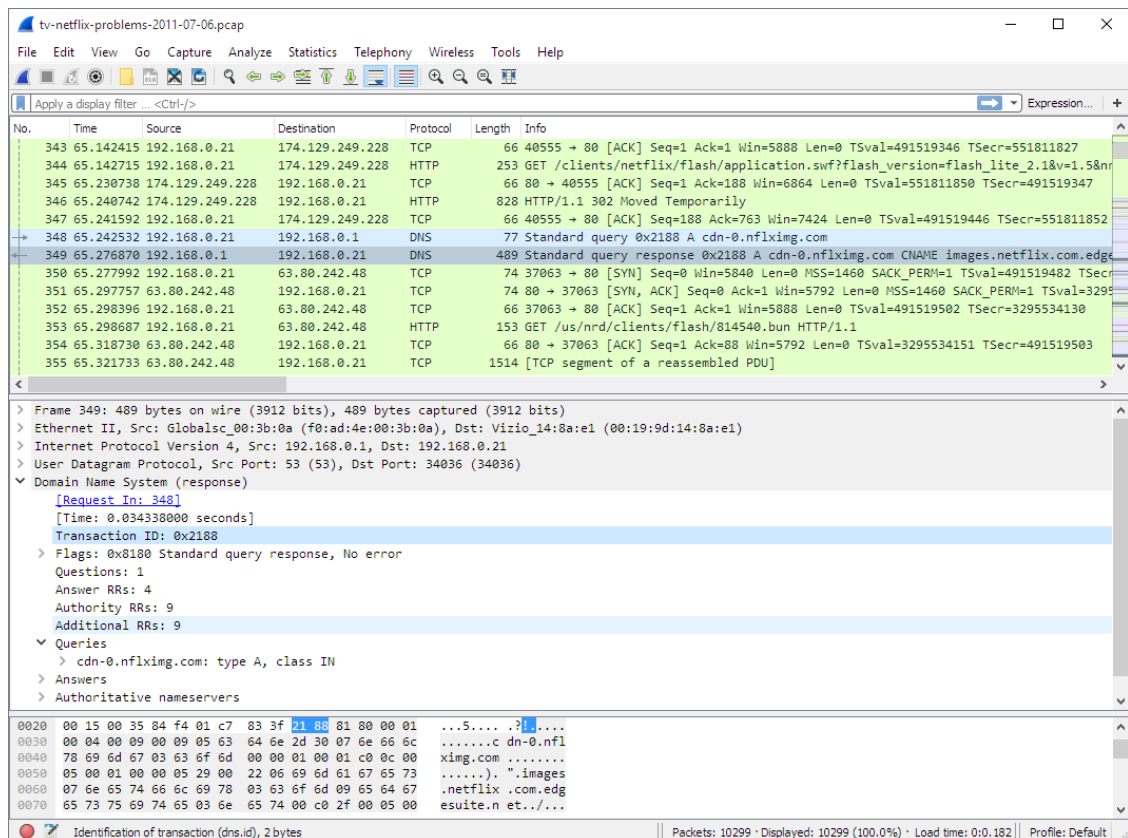 tv-netflix-problems-2011-07-06.pcap
File Edit View Go Capture Analyze Statistics Telephony Wireless Tools Help
Apply a display filter ... <Ctrl-/> Expression... +
No. Time Source Destination Protocol Length Info
343 65.142415 192.168.0.21 174.129.249.228 TCP 66 40555 → 80 [ACK] Seq=1 Ack=1 Win=5888 Len=0 TSval=491519346 TSecr=551811827
344 65.142715 192.168.0.21 174.129.249.228 HTTP 253 GET /clients/netflix/flash/application.swf?flash_version=flash_lite_2.1&v=1.5&nr
345 65.230738 174.129.249.228 192.168.0.21 TCP 66 80 → 40555 [ACK] Seq=1 Ack=188 Win=6864 Len=0 TSval=551811850 TSecr=491519347
346 65.240742 174.129.249.228 192.168.0.21 HTTP 828 HTTP/1.1 302 Moved Temporarily
347 65.241592 192.168.0.21 174.129.249.228 TCP 66 40555 → 80 [ACK] Seq=188 Ack=763 Win=7424 Len=0 TSval=491519446 TSecr=551811852
348 65.242532 192.168.0.21 192.168.0.1 DNS 77 Standard query 0x2188 A cdn-0.nflximg.com
349 65.276870 192.168.0.1 192.168.0.21 DNS 489 Standard query response 0x2188 A cdn-0.nflximg.com CNAME images.netflix.com.edge
350 65.277992 192.168.0.21 63.80.242.48 TCP 74 37063 → 80 [SYN] Seq=0 Win=5840 Len=0 MSS=1460 SACK_PERM=1 TSval=491519482 TSecr
351 65.297757 63.80.242.48 192.168.0.21 TCP 74 80 → 37063 [SYN, ACK] Seq=0 Ack=1 Win=5792 Len=0 MSS=1460 SACK_PERM=1 TSval=3295
352 65.298396 192.168.0.21 63.80.242.48 TCP 66 37063 → 80 [ACK] Seq=1 Ack=1 Win=5888 Len=0 TSval=491519502 TSecr=3295534130
353 65.298687 192.168.0.21 63.80.242.48 HTTP 153 GET /us/nrd/clients/flash/814540.bun HTTP/1.1
354 65.318730 63.80.242.48 192.168.0.21 TCP 66 80 → 37063 [ACK] Seq=1 Ack=88 Win=5792 Len=0 TSval=3295534151 TSecr=491519503
355 65.321733 63.80.242.48 192.168.0.21 TCP 1514 [TCP segment of a reassembled PDU]
Frame 349: 489 bytes on wire (3912 bits), 489 bytes captured (3912 bits)
Ethernet II, Src: Globalsc_00:3b:0a (f0:ad:4e:00:3b:0a), Dst: Vizio_14:8a:e1 (00:19:9d:14:8a:e1)
Internet Protocol Version 4, Src: 192.168.0.1, Dst: 192.168.0.21
User Datagram Protocol, Src Port: 53 (53), Dst Port: 34036 (34036)
Domain Name System (response)
[Request In: 348]
[Time: 0.034338000 seconds]
Transaction ID: 0x2188
Flags: 0x8180 Standard query response, No error
Questions: 1
Answer RRs: 4
Authority RRs: 9
Additional RRs: 9
Queries
cdn-0.nflximg.com: type A, class IN
Answers
Authoritative nameservers
0020 00 15 00 35 84 f4 01 c7 83 3f 21 88 81 80 00 01 ...5.... .?!.....
0030 00 04 00 09 00 09 05 63 64 6e 2d 30 07 6e 66 6c .......c dn-0.nfl
0040 78 69 6d 67 03 63 6f 6d 00 00 01 00 01 c0 0c 00 ximg.com ........
0050 05 00 01 00 00 05 29 00 22 06 69 6d 61 67 65 73 ......). ".images
0060 07 6e 65 74 66 6c 69 78 03 63 6f 6d 09 65 64 67 .netflix .com.edg
0070 65 73 75 69 74 65 03 6e 65 74 00 c0 2f 00 05 00 esuite.n et../...
Identification of transaction (dns.id), 2 bytes Packets: 10299 · Displayed: 10299 (100.0%) · Load time: 0:0.182 Profile: Default